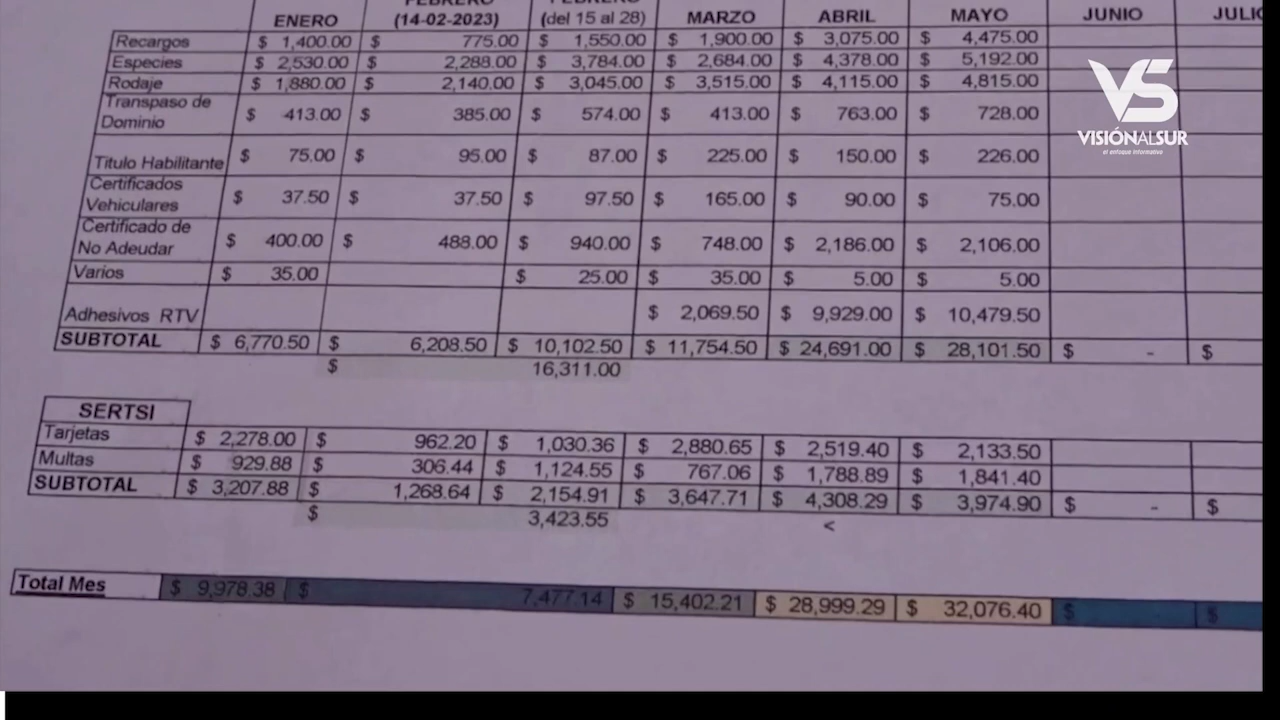 ENERO FEBRERO (14-02-2023) FEBRERO (del 15 al 28) MARZO ABRIL MAYO JUNIO JULIO
Recargos $ 1,400.00 $ 775.00 $ 1,550.00 $ 1,900.00 $ 3,075.00 $ 4,475.00
Especies $ 2,530.00 $ 2,288.00 $ 3,784.00 $ 2,684.00 $ 4,378.00 $ 5,192.00
Rodaje $ 1,880.00 $ 2,140.00 $ 3,045.00 $ 3,515.00 $ 4,115.00 $ 4,815.00
Transpaso de
Dominio $ 413.00 $ 385.00 $ 574.00 $ 413.00 $ 763.00 $ 728.00
Titulo Habilitante $ 75.00 $ 95.00 $ 87.00 $ 225.00 $ 150.00 $ 226.00
Certificados
Vehiculares $ 37.50 $ 37.50 $ 97.50 $ 165.00 $ 90.00 $ 75.00
Certificado de
No Adeudar $ 400.00 $ 488.00 $ 940.00 $ 748.00 $ 2,186.00 $ 2,106.00
Varios $ 35.00 $ 25.00 $ 35.00 $ 5.00 $ 5.00
Adhesivos RTV $ 2,069.50 $ 9,929.00 $ 10,479.50
SUBTOTAL $ 6,770.50 $ 6,208.50 $ 10,102.50 $ 11,754.50 $ 24,691.00 $ 28,101.50 $ - $
$ 16,311.00
SERTSI
Tarjetas $ 2,278.00 $ 962.20 $ 1,030.36 $ 2,880.65 $ 2,519.40 $ 2,133.50
Multas $ 929.88 $ 306.44 $ 1,124.55 $ 767.06 $ 1,788.89 $ 1,841.40
SUBTOTAL $ 3,207.88 $ 1,268.64 $ 2,154.91 $ 3,647.71 $ 4,308.29 $ 3,974.90 $ - $
$ 3,423.55 <
Total Mes $ 9,978.38 $ 7,477.14 $ 15,402.21 $ 28,999.29 $ 32,076.40 $ $
VS
VISIÓNALSUR
el enfoque informativo